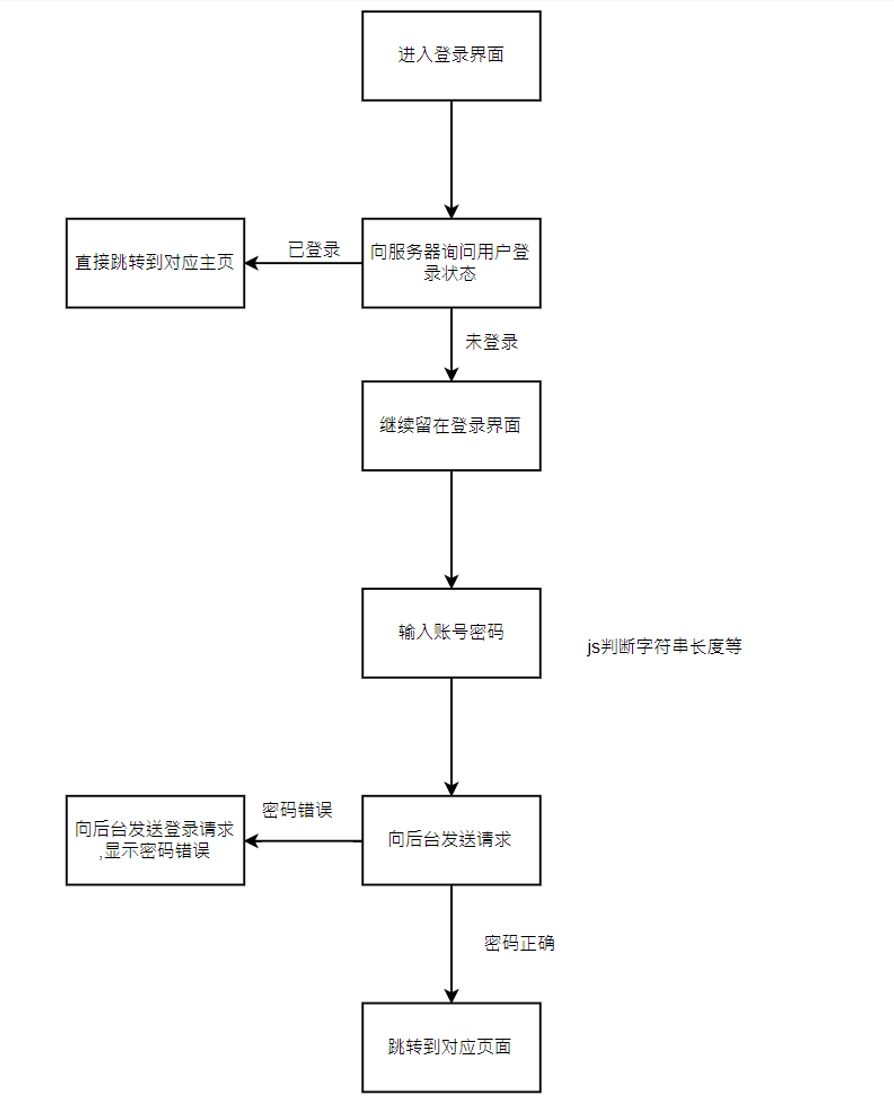 进入登录界面
直接跳转到对应主页
已登录
向服务器询问用户登
录状态
未登录
继续留在登录界面
输入账号密码
js判断字符串长度等
向后台发送登录请求
,显示密码错误
密码错误
向后台发送请求
密码正确
跳转到对应页面